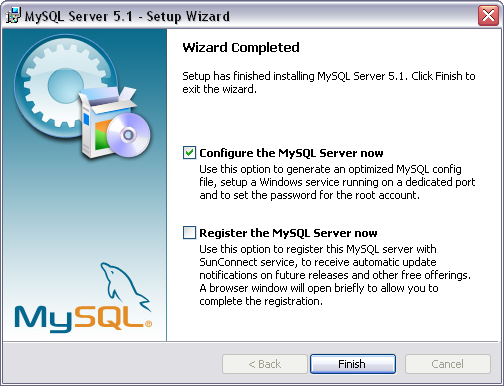 MySQL Server 5.1 - Setup Wizard
Wizard Completed
Setup has finished installing MySQL Server 5.1. Click Finish to
exit the wizard.
Configure the MySQL Server now
Use this option to generate an optimized MySQL config
file, setup a Windows service running on a dedicated port
and to set the password for the root account.
Register the MySQL Server now
Use this option to register this MySQL server with
SunConnect service, to receive automatic update
notifications on future releases and other free offerings.
A browser window will open briefly to allow you to
complete the registration.
MySQL®
< Back
Finish
Cancel